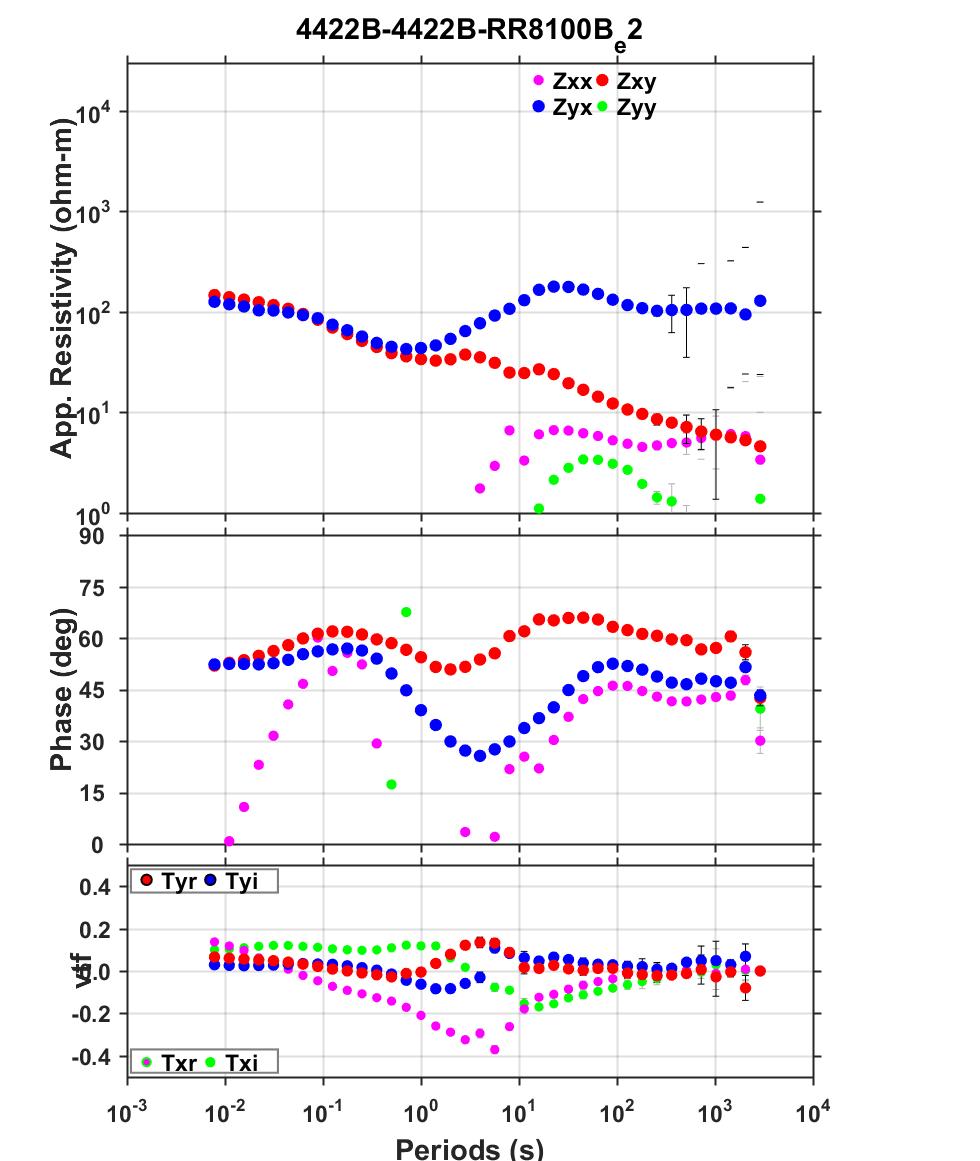 4422B-4422B-RR8100Be2
Zxx Zxy
Zyx Zyy
App. Resistivity (ohm-m)
10^4
10^3
10^2
10^1
10^0
Phase (deg)
90
75
60
45
30
15
0
Tyr Tyi
vtf
0.4
0.2
0.0
-0.2
-0.4
Txr Txi
10^-3 10^-2 10^-1 10^0 10^1 10^2 10^3 10^4
Periods (s)